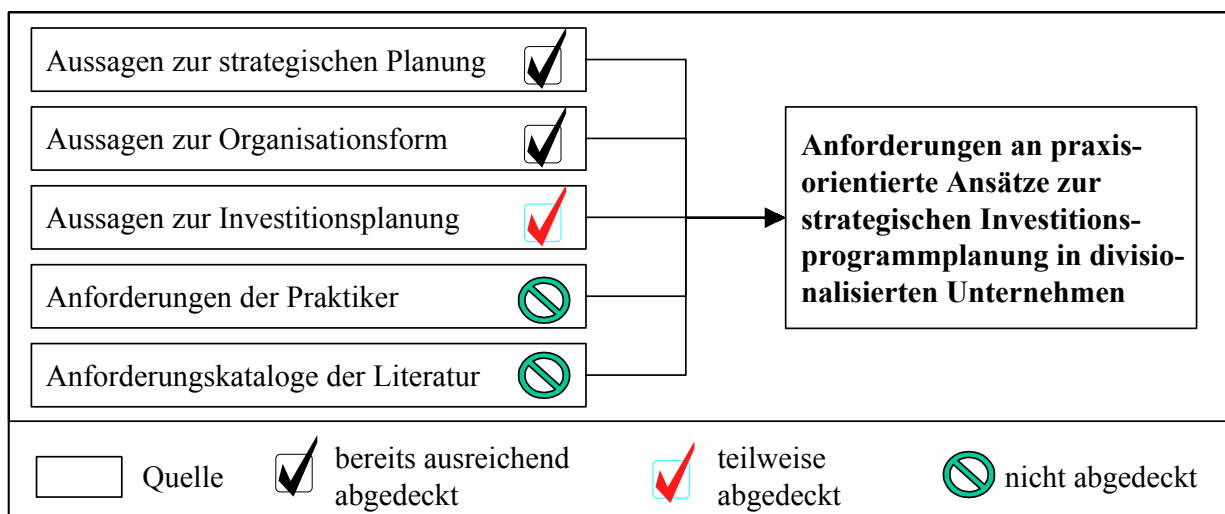 Aussagen zur strategischen Planung
Aussagen zur Organisationsform
Aussagen zur Investitionsplanung
Anforderungen der Praktiker
Anforderungskataloge der Literatur
Anforderungen an praxis-
orientierte Ansätze zur
strategischen Investitions-
programmplanung in divisio-
nalisierten Unternehmen
Quelle
bereits ausreichend
abgedeckt
teilweise
abgedeckt
nicht abgedeckt